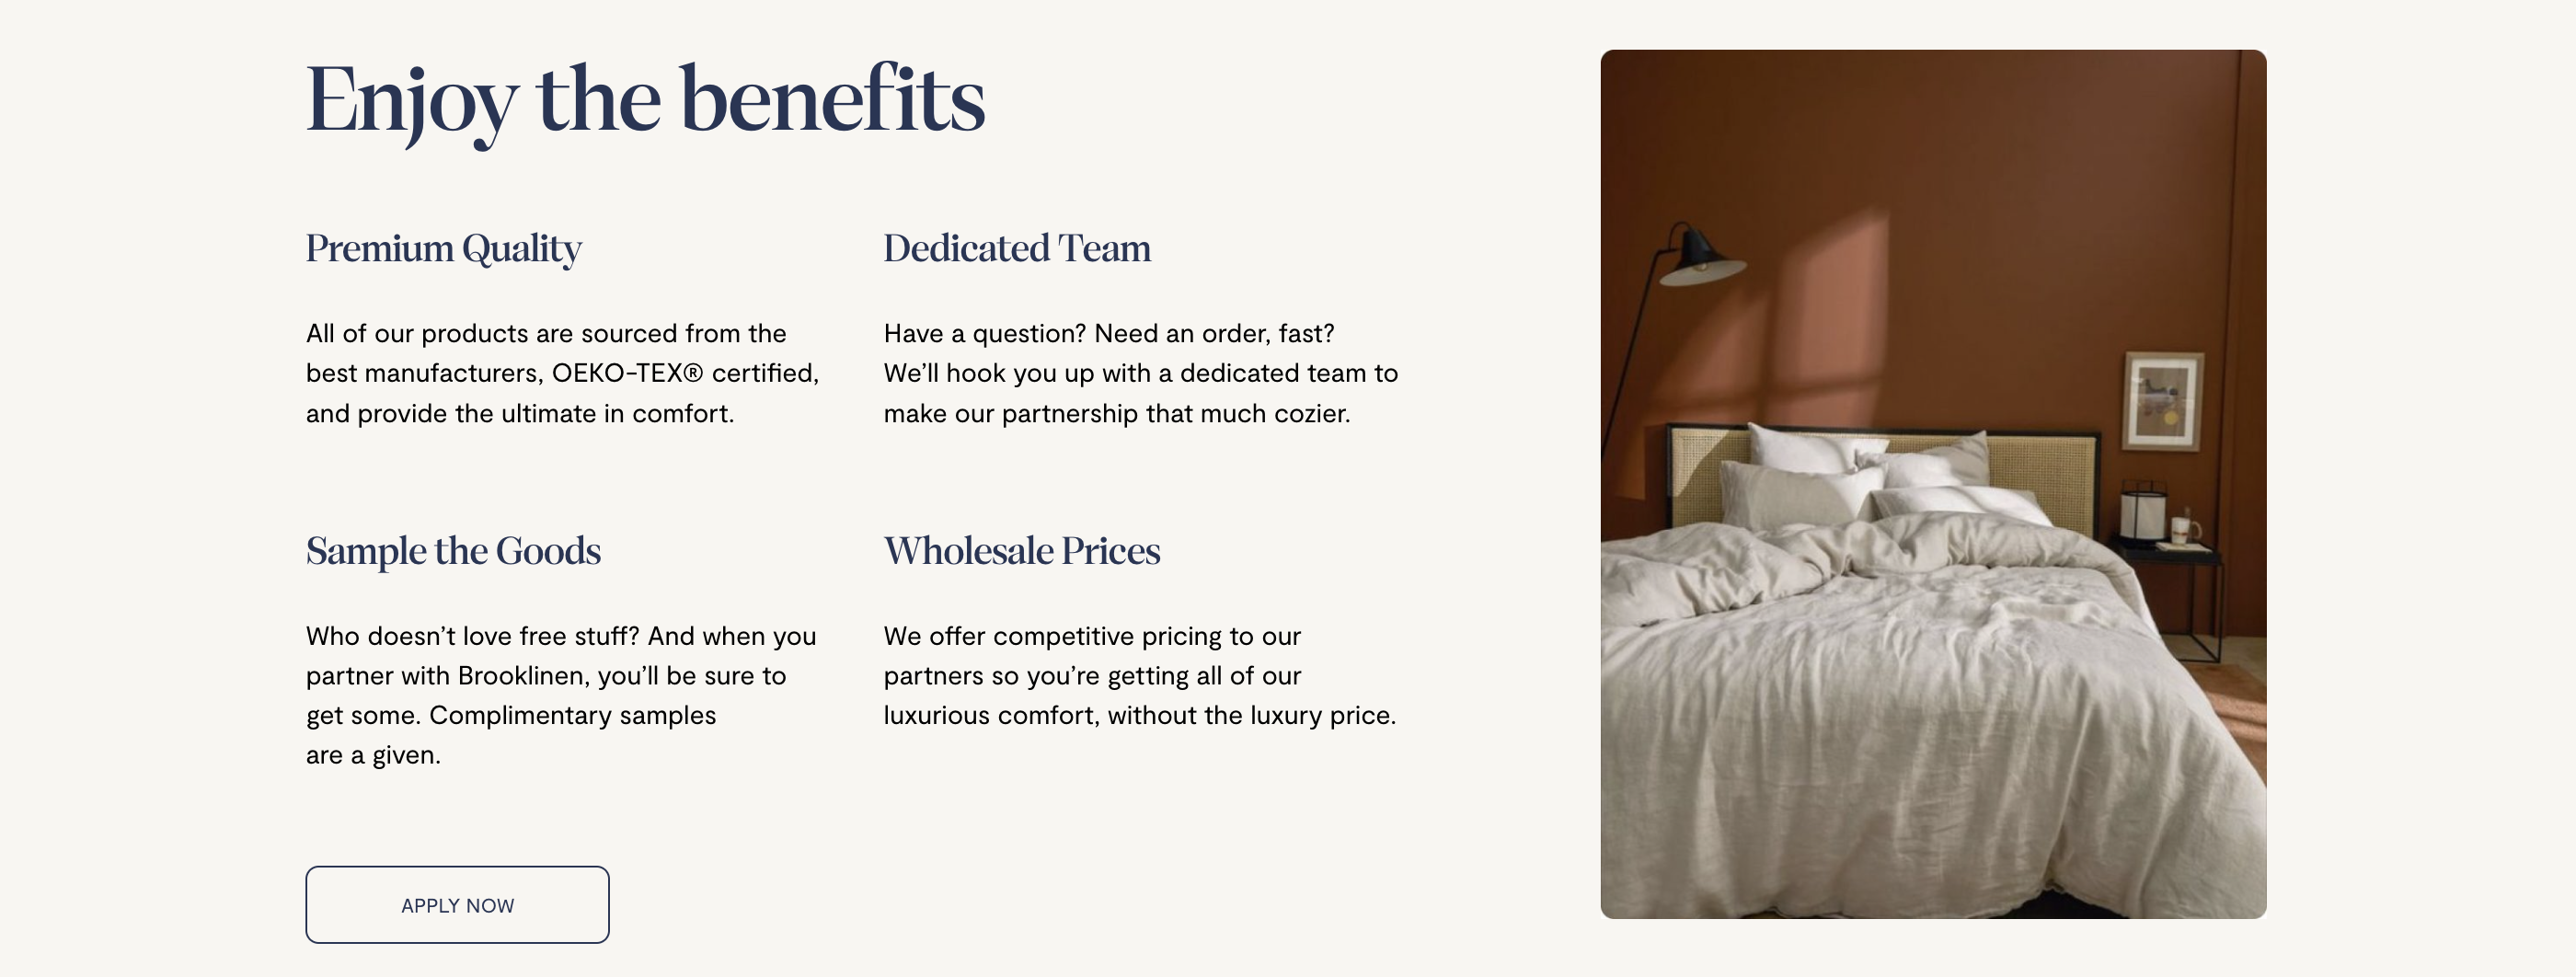 Enjoy the benefits
Premium Quality
All of our products are sourced from the
best manufacturers, OEKO-TEX® certified,
and provide the ultimate in comfort.
Dedicated Team
Have a question? Need an order, fast?
We’ll hook you up with a dedicated team to
make our partnership that much cozier.
Sample the Goods
Who doesn’t love free stuff? And when you
partner with Brooklinen, you’ll be sure to
get some. Complimentary samples
are a given.
Wholesale Prices
We offer competitive pricing to our
partners so you’re getting all of our
luxurious comfort, without the luxury price.
APPLY NOW